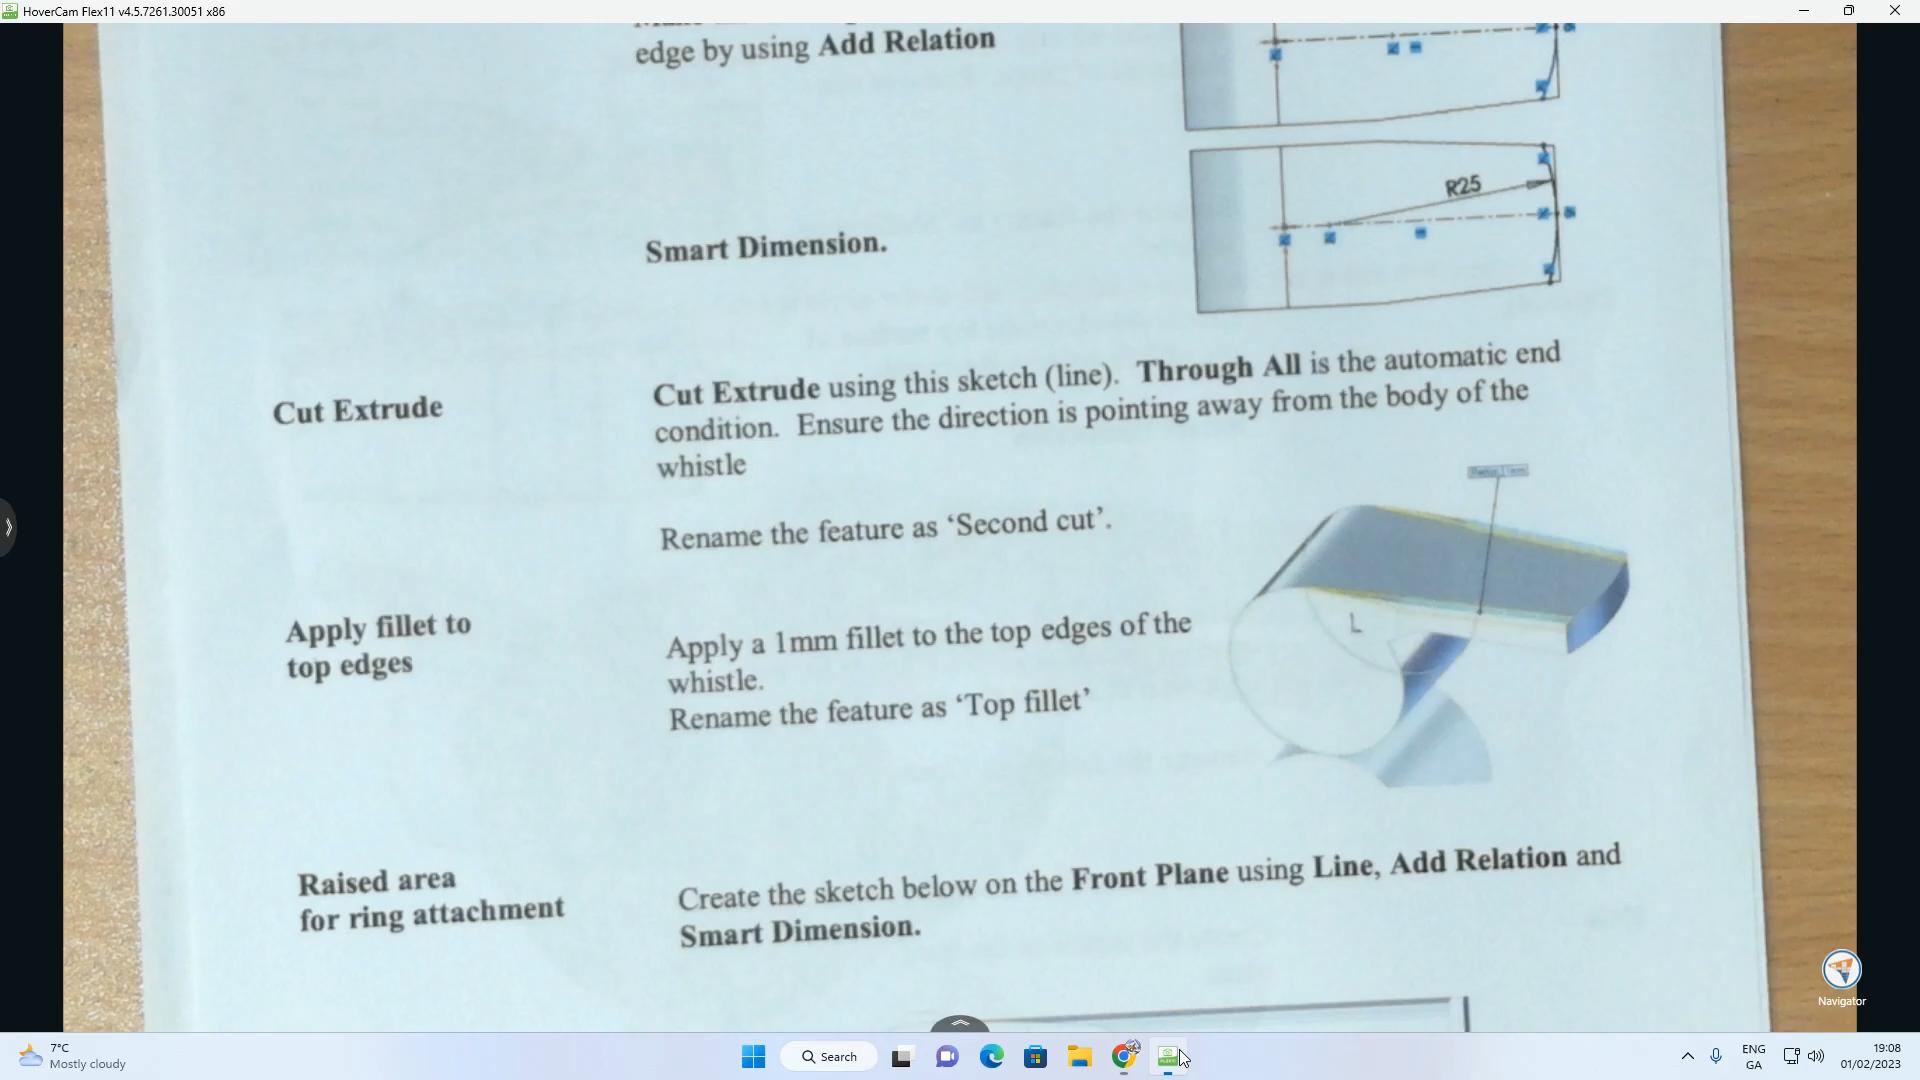 HoverCam Flex11 v4.5.7261.30051 x86
edge by using Add Relation
R25
Smart Dimension.
Cut Extrude
Cut Extrude using this sketch (line). Through All is the automatic end
condition. Ensure the direction is pointing away from the body of the
whistle
Rename the feature as ‘Second cut’.
Apply fillet to
top edges
Apply a 1mm fillet to the top edges of the
whistle.
Rename the feature as ‘Top fillet’
L
Raised area
for ring attachment
Create the sketch below on the Front Plane using Line, Add Relation and
Smart Dimension.
Navigator
7°C
Mostly cloudy
Search
ENG
GA
19:08
01/02/2023